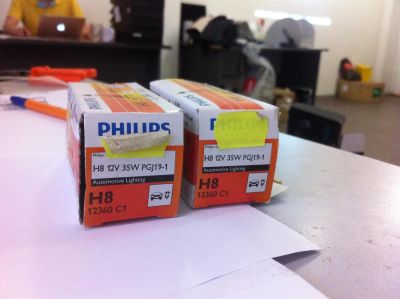 PHILIPS
H8 12V 35W PGJ19-1
Automotive Lighting
H8
12360 C1
H8 12V 35W PGJ19-1
Automotive Lighting
H8
12360 C1